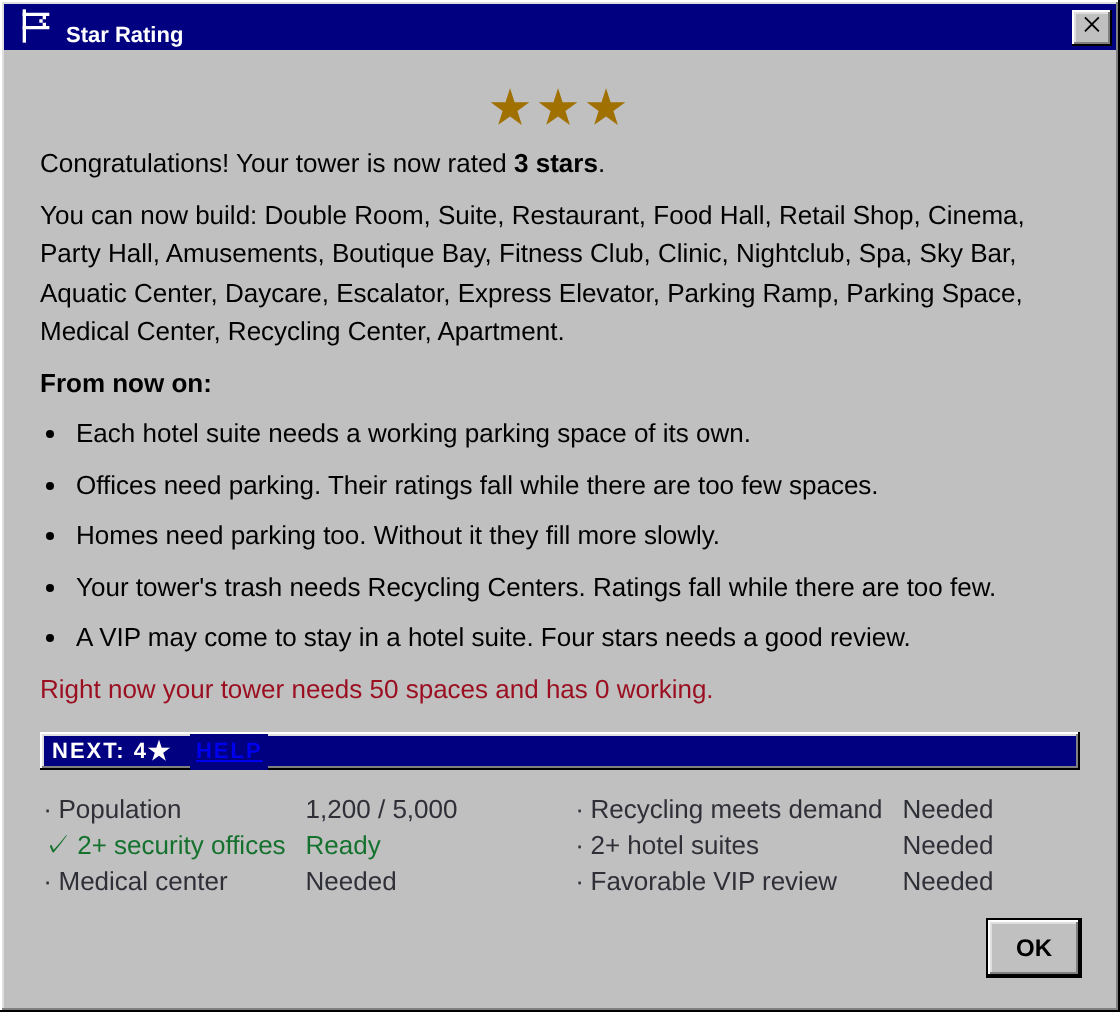 Star Rating
★★★
Congratulations! Your tower is now rated 3 stars.
You can now build: Double Room, Suite, Restaurant, Food Hall, Retail Shop, Cinema,
Party Hall, Amusements, Boutique Bay, Fitness Club, Clinic, Nightclub, Spa, Sky Bar,
Aquatic Center, Daycare, Escalator, Express Elevator, Parking Ramp, Parking Space,
Medical Center, Recycling Center, Apartment.
From now on:
• Each hotel suite needs a working parking space of its own.
• Offices need parking. Their ratings fall while there are too few spaces.
• Homes need parking too. Without it they fill more slowly.
• Your tower's trash needs Recycling Centers. Ratings fall while there are too few.
• A VIP may come to stay in a hotel suite. Four stars needs a good review.
Right now your tower needs 50 spaces and has 0 working.
NEXT: 4★ HELP
· Population 1,200 / 5,000 · Recycling meets demand Needed
✓ 2+ security offices Ready · 2+ hotel suites Needed
· Medical center Needed · Favorable VIP review Needed
OK